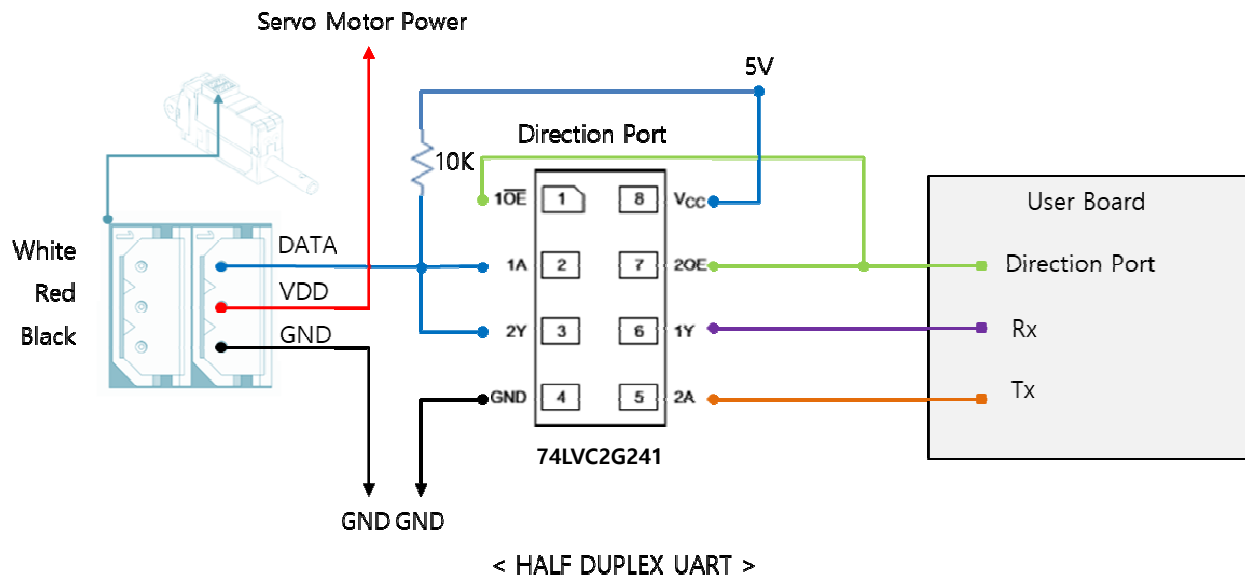 Servo Motor Power
5V
Direction Port
10K
1OE 1 8 VCC
User Board
White DATA 1A 2 7 2OE Direction Port
Red VDD
Black GND 2Y 3 6 1Y Rx
GND 4 5 2A Tx
74LVC2G241
GND GND
< HALF DUPLEX UART >